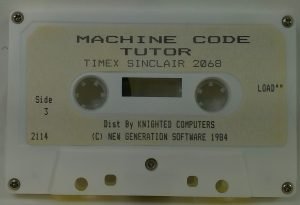 MACHINE CODE
TUTOR
TIMEX SINCLAIR 2068
LOAD""
Side
3
Dist By KNIGHTED COMPUTERS
2114
(C) NEW GENERATION SOFTWARE 1984